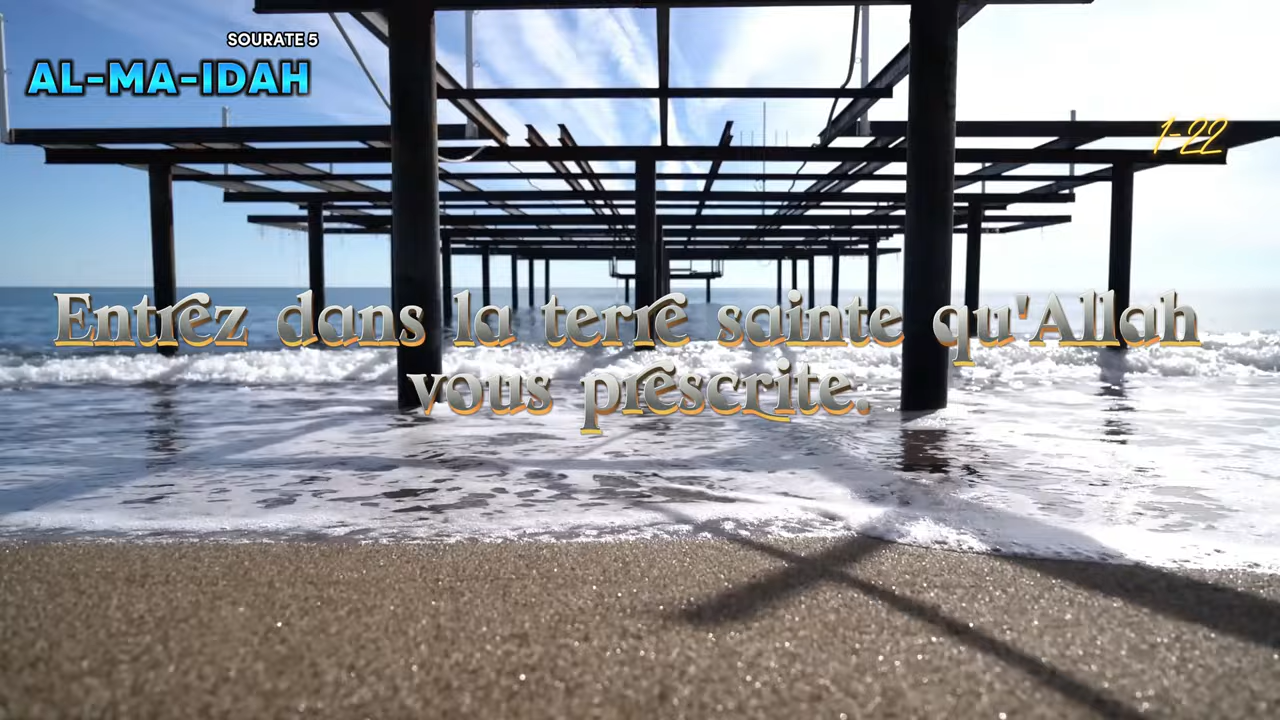 SOURATE 5
AL-MA-IDAH
1-22
Entrez dans la terre sainte qu'Allah
vous prescrite.